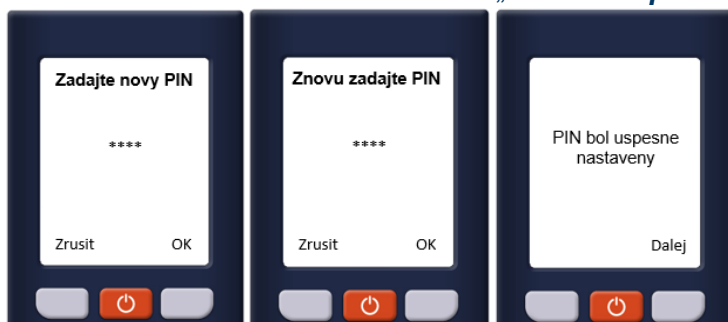 Zadajte novy PIN
****
Zrusit OK
Znovu zadajte PIN
****
Zrusit OK
PIN bol uspesne
nastaveny
Dalej